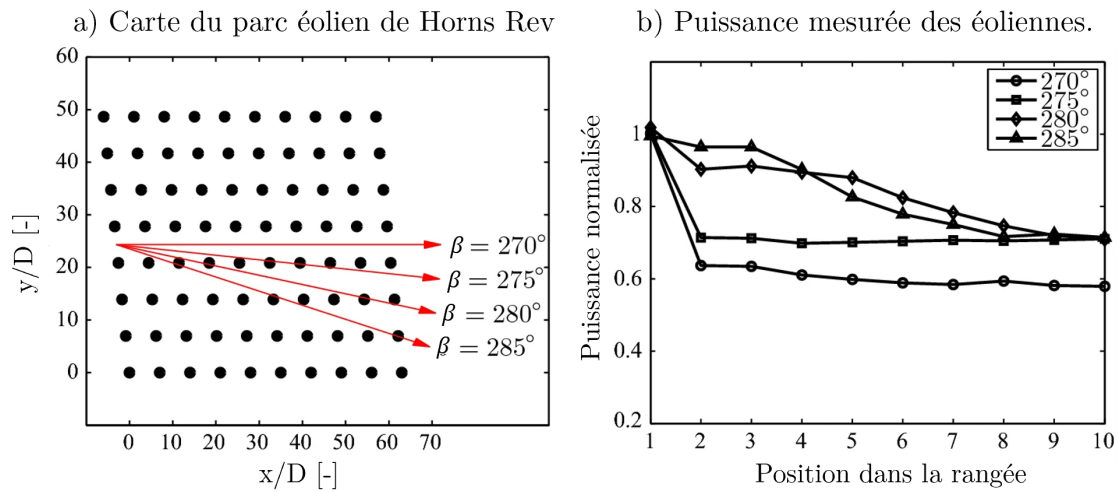 a) Carte du parc éolien de Horns Rev
60
50
40
30
20
10
0
y/D [-]
β = 270°
β = 275°
β = 280°
β = 285°
0 10 20 30 40 50 60 70
x/D [-]
b) Puissance mesurée des éoliennes.
Puissance normalisée
1
0.8
0.6
0.4
0.2
270°
275°
280°
285°
1 2 3 4 5 6 7 8 9 10
Position dans la rangée